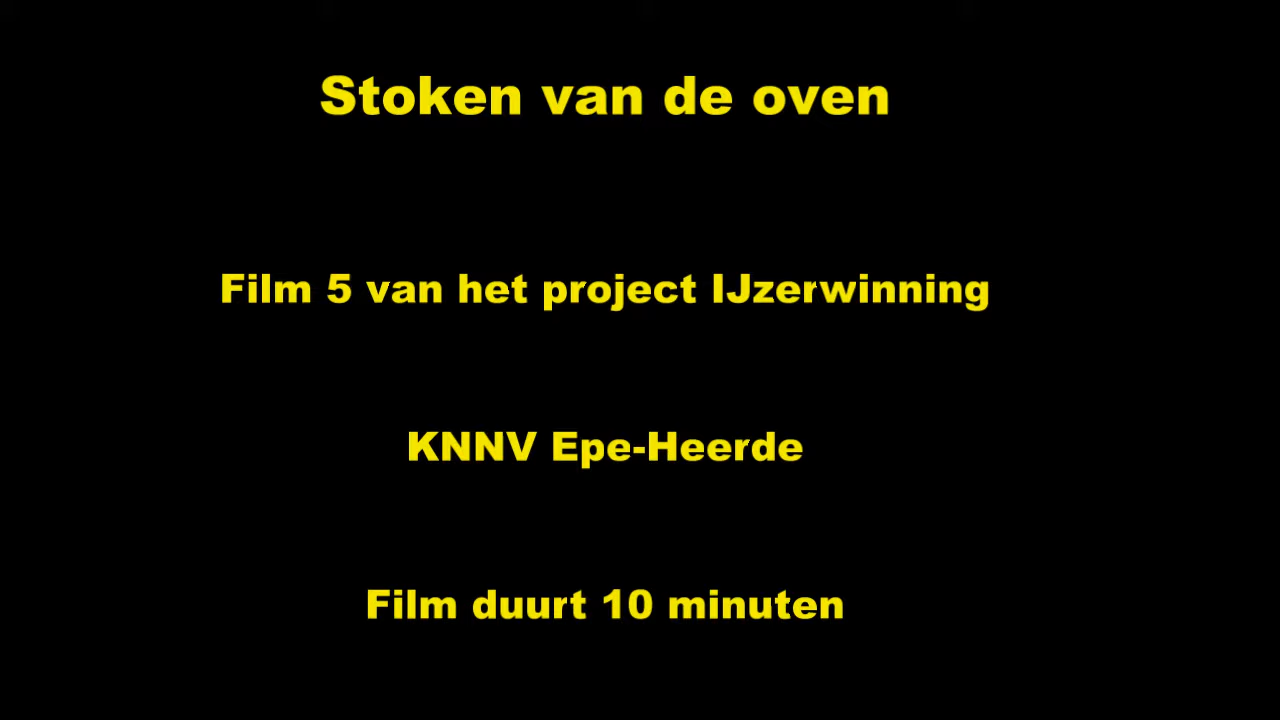 Stoken van de oven
Film 5 van het project IJzerwinning
KNNV Epe-Heerde
Film duurt 10 minuten